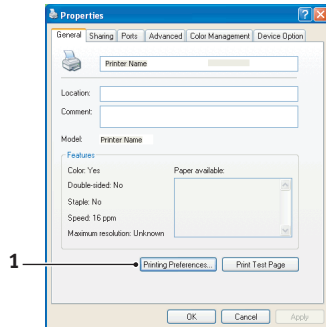 Properties
General Sharing Ports Advanced Color Management Device Option
Printer Name
Location:
Comment:
Model: Printer Name
Features
Color: Yes Paper available:
Double-sided: No
Staple: No
Speed: 16 ppm
Maximum resolution: Unknown
1 Printing Preferences... Print Test Page
OK Cancel Apply